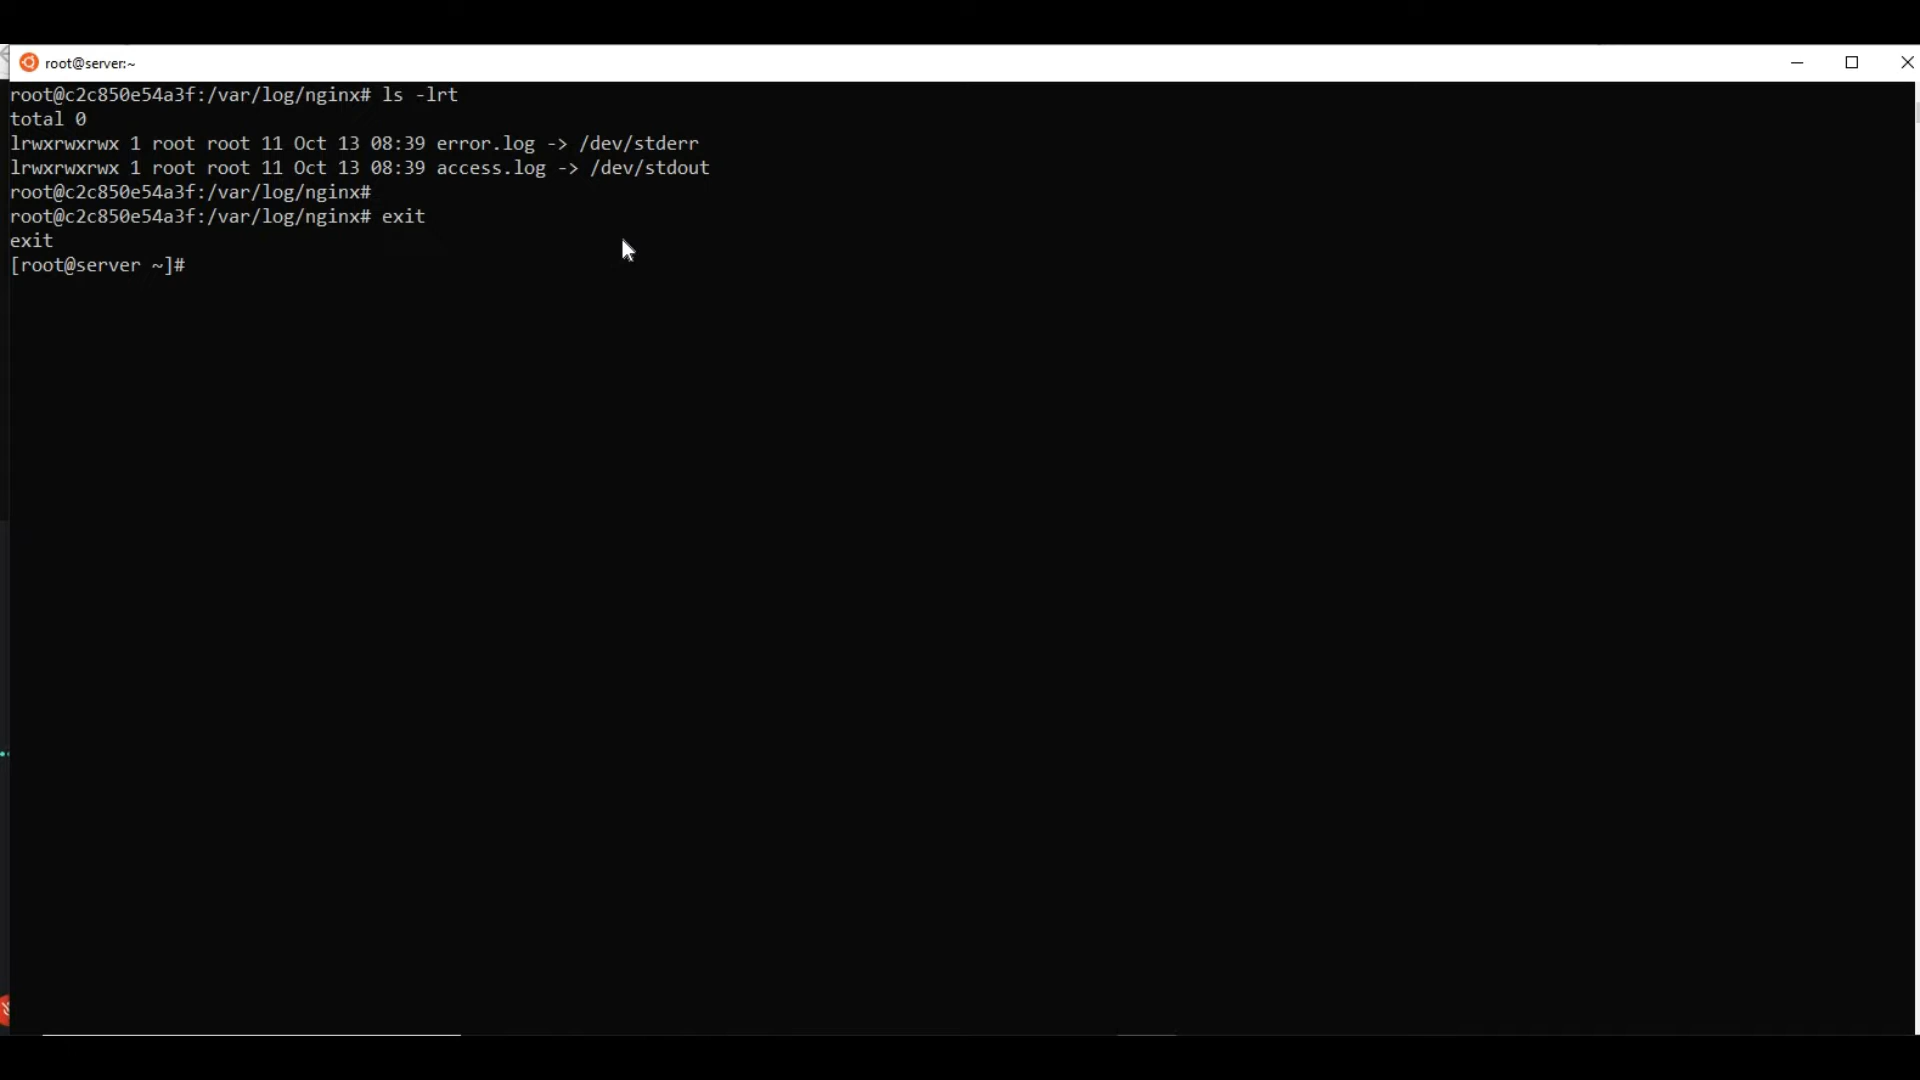 root@server:~
root@c2c850e54a3f:/var/log/nginx# ls -lrt
total 0
lrwxrwxrwx 1 root root 11 Oct 13 08:39 error.log -> /dev/stderr
lrwxrwxrwx 1 root root 11 Oct 13 08:39 access.log -> /dev/stdout
root@c2c850e54a3f:/var/log/nginx#
root@c2c850e54a3f:/var/log/nginx# exit
exit
[root@server ~]#